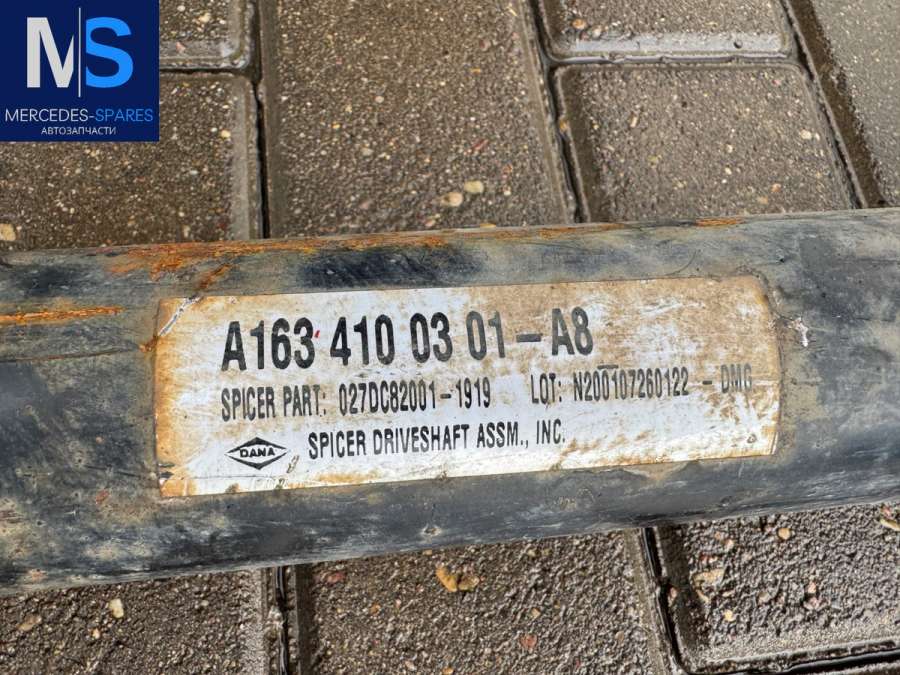 MS
MERCEDES-SPARES
АВТОЗАПЧАСТИ
A163 410 03 01-A8
SPICER PART: 027DC82001-1919 LOT: N200107260122 -DMG
DANA
SPICER DRIVESHAFT ASSM., INC.